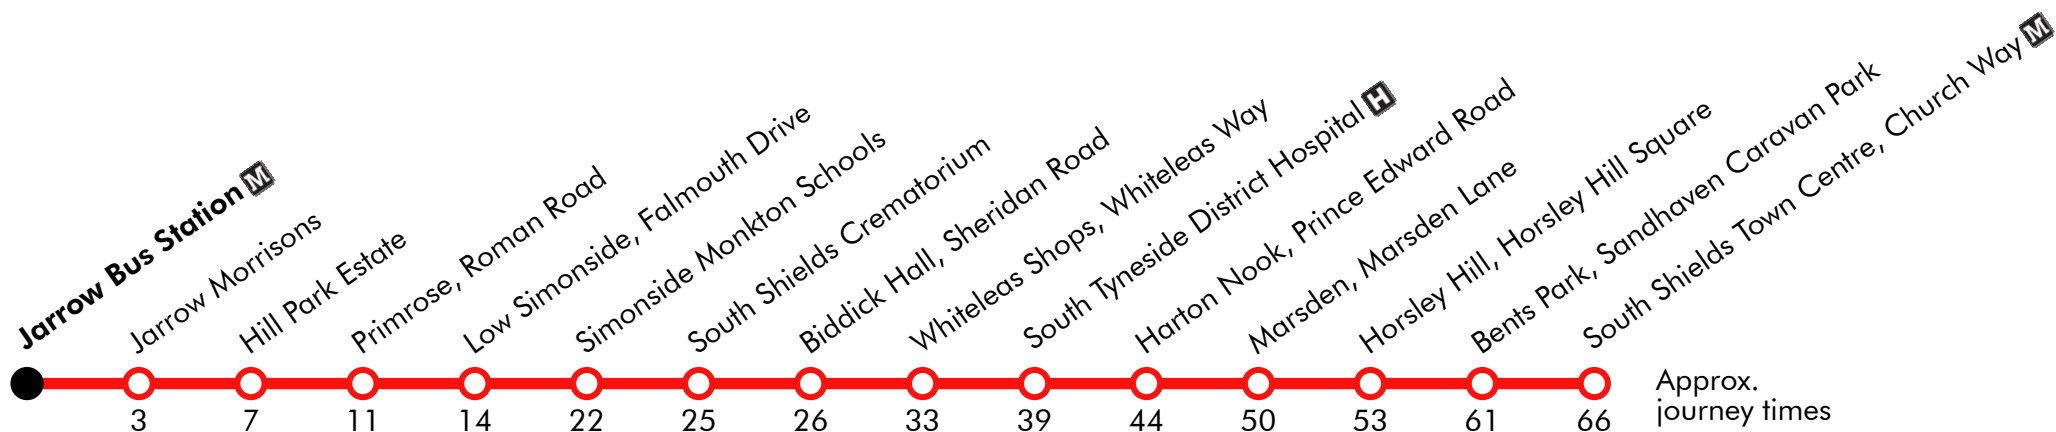 Jarrow Bus Station M
Jarrow Morrisons
Hill Park Estate
Primrose, Roman Road
Low Simonside, Falmouth Drive
Simonside Monkton Schools
South Shields Crematorium
Biddick Hall, Sheridan Road
Whiteleas Shops, Whiteleas Way
South Tyneside District Hospital H
Harton Nook, Prince Edward Road
Marsden, Marsden Lane
Horsley Hill, Horsley Hill Square
Bents Park, Sandhaven Caravan Park
South Shields Town Centre, Church Way M
3 7 11 14 22 25 26 33 39 44 50 53 61 66
Approx.
journey times